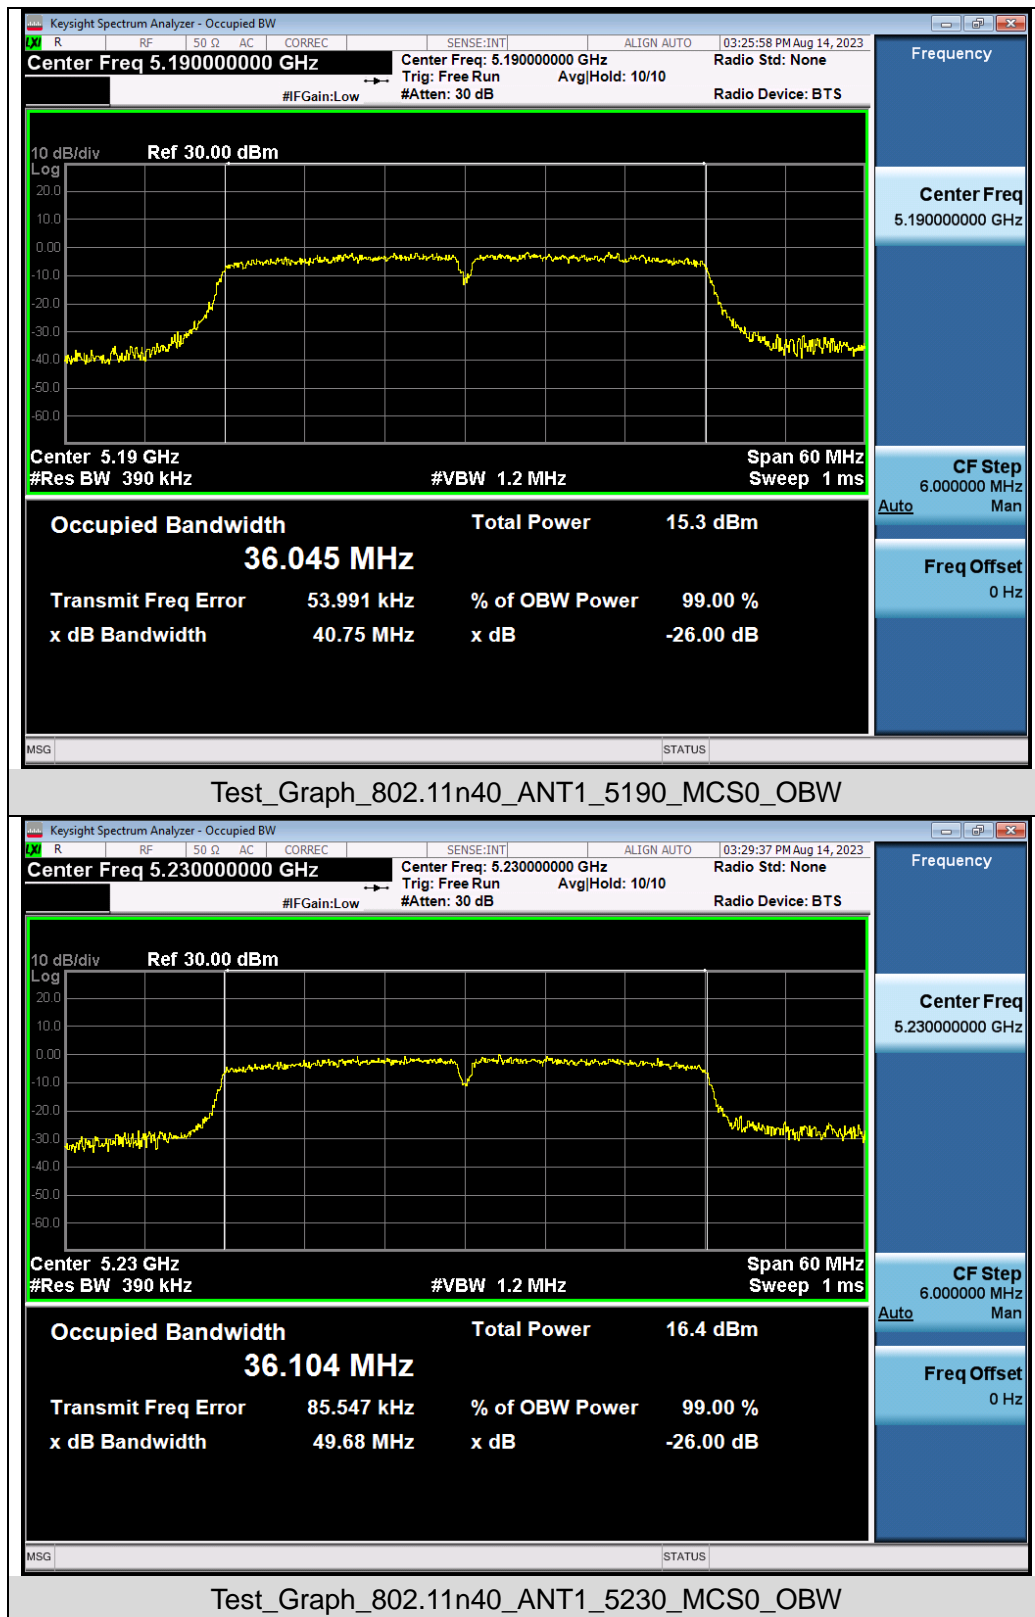 Keysight Spectrum Analyzer - Occupied BW
LXI R RF 50 Ω AC CORREC SENSE:INT ALIGN AUTO 03:25:58 PM Aug 14, 2023
Center Freq 5.190000000 GHz
Center Freq: 5.190000000 GHz
Radio Std: None
Trig: Free Run Avg|Hold: 10/10
#IFGain:Low
#Atten: 30 dB
Radio Device: BTS
Frequency
10 dB/div Ref 30.00 dBm
Log
20.0
10.0
0.00
-10.0
-20.0
-30.0
-40.0
-50.0
-60.0
Center Freq
5.190000000 GHz
Center 5.19 GHz Span 60 MHz
#Res BW 390 kHz #VBW 1.2 MHz Sweep 1 ms
CF Step
6.000000 MHz
Auto Man
Occupied Bandwidth Total Power 15.3 dBm
36.045 MHz
Freq Offset
0 Hz
Transmit Freq Error 53.991 kHz % of OBW Power 99.00 %
x dB Bandwidth 40.75 MHz x dB -26.00 dB
MSG STATUS
Test_Graph_802.11n40_ANT1_5190_MCS0_OBW
Keysight Spectrum Analyzer - Occupied BW
LXI R RF 50 Ω AC CORREC SENSE:INT ALIGN AUTO 03:29:37 PM Aug 14, 2023
Center Freq 5.230000000 GHz
Center Freq: 5.230000000 GHz
Radio Std: None
Trig: Free Run Avg|Hold: 10/10
#IFGain:Low
#Atten: 30 dB
Radio Device: BTS
Frequency
10 dB/div Ref 30.00 dBm
Log
20.0
10.0
0.00
-10.0
-20.0
-30.0
-40.0
-50.0
-60.0
Center Freq
5.230000000 GHz
Center 5.23 GHz Span 60 MHz
#Res BW 390 kHz #VBW 1.2 MHz Sweep 1 ms
CF Step
6.000000 MHz
Auto Man
Occupied Bandwidth Total Power 16.4 dBm
36.104 MHz
Freq Offset
0 Hz
Transmit Freq Error 85.547 kHz % of OBW Power 99.00 %
x dB Bandwidth 49.68 MHz x dB -26.00 dB
MSG STATUS
Test_Graph_802.11n40_ANT1_5230_MCS0_OBW